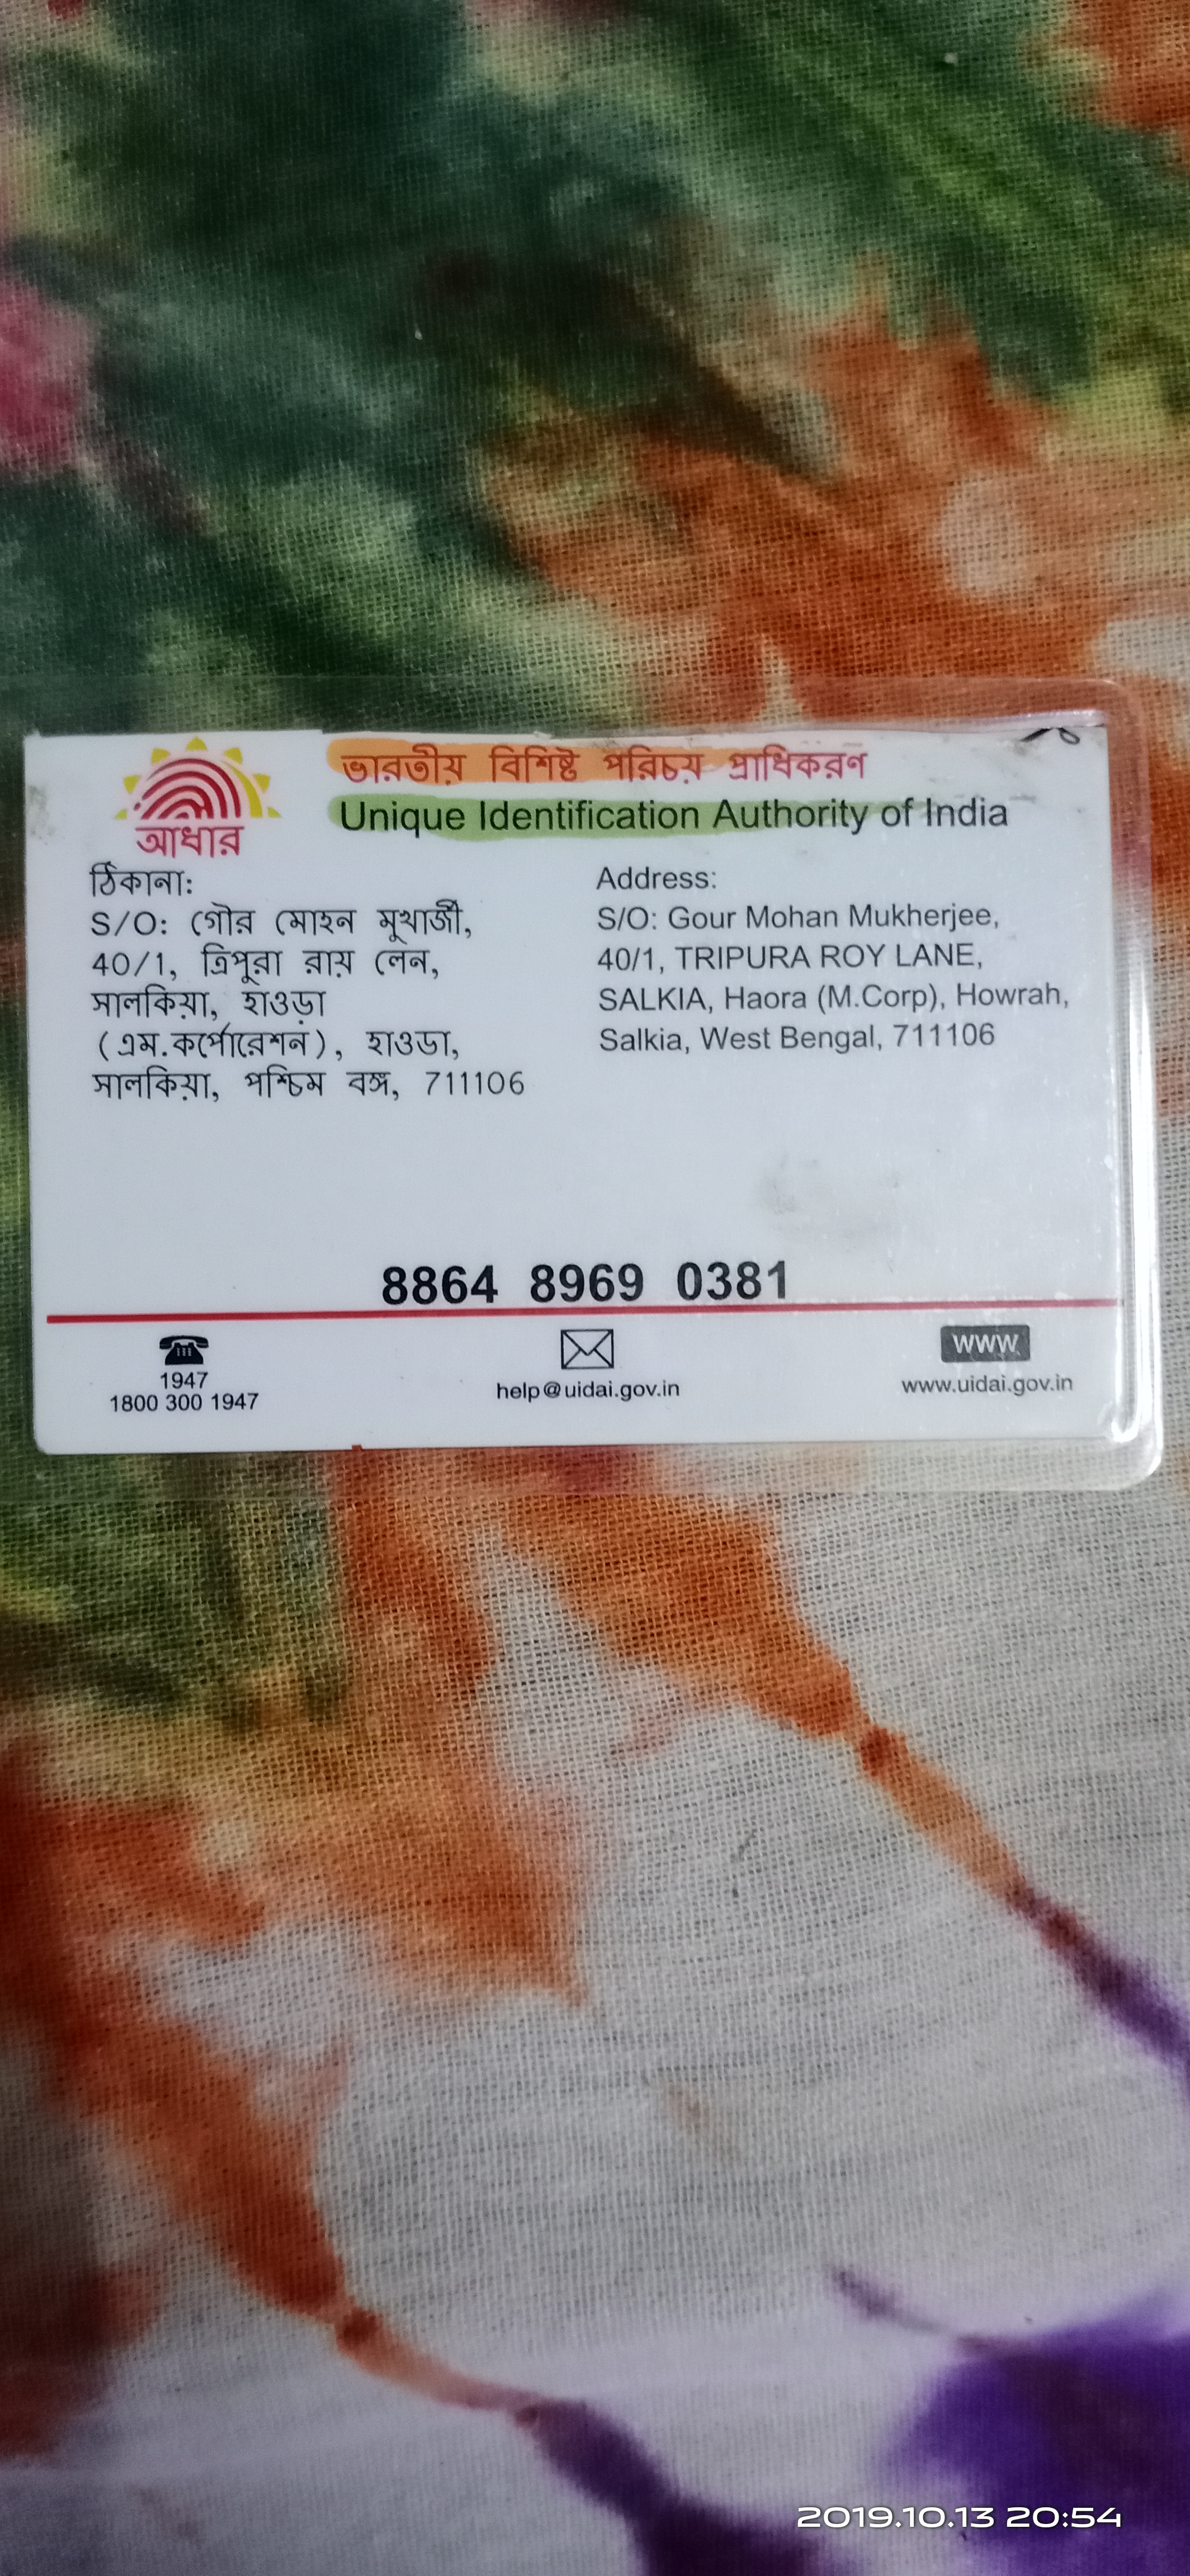 ভারতীয় বিশিষ্ট পরিচয় প্রাধিকরণ
Unique Identification Authority of India
আধার
ঠিকানা:
S/O: গৌর মোহন মুখার্জী,
40/1, ত্রিপুরা রায় লেন,
সালকিয়া, হাওড়া
(এম.কর্পোরেশন), হাওডা,
সালকিয়া, পশ্চিম বঙ্গ, 711106
Address:
S/O: Gour Mohan Mukherjee,
40/1, TRIPURA ROY LANE,
SALKIA, Haora (M.Corp), Howrah,
Salkia, West Bengal, 711106
8864 8969 0381
1947
1800 300 1947
help@uidai.gov.in
WWW
www.uidai.gov.in
2019.10.13 20:54